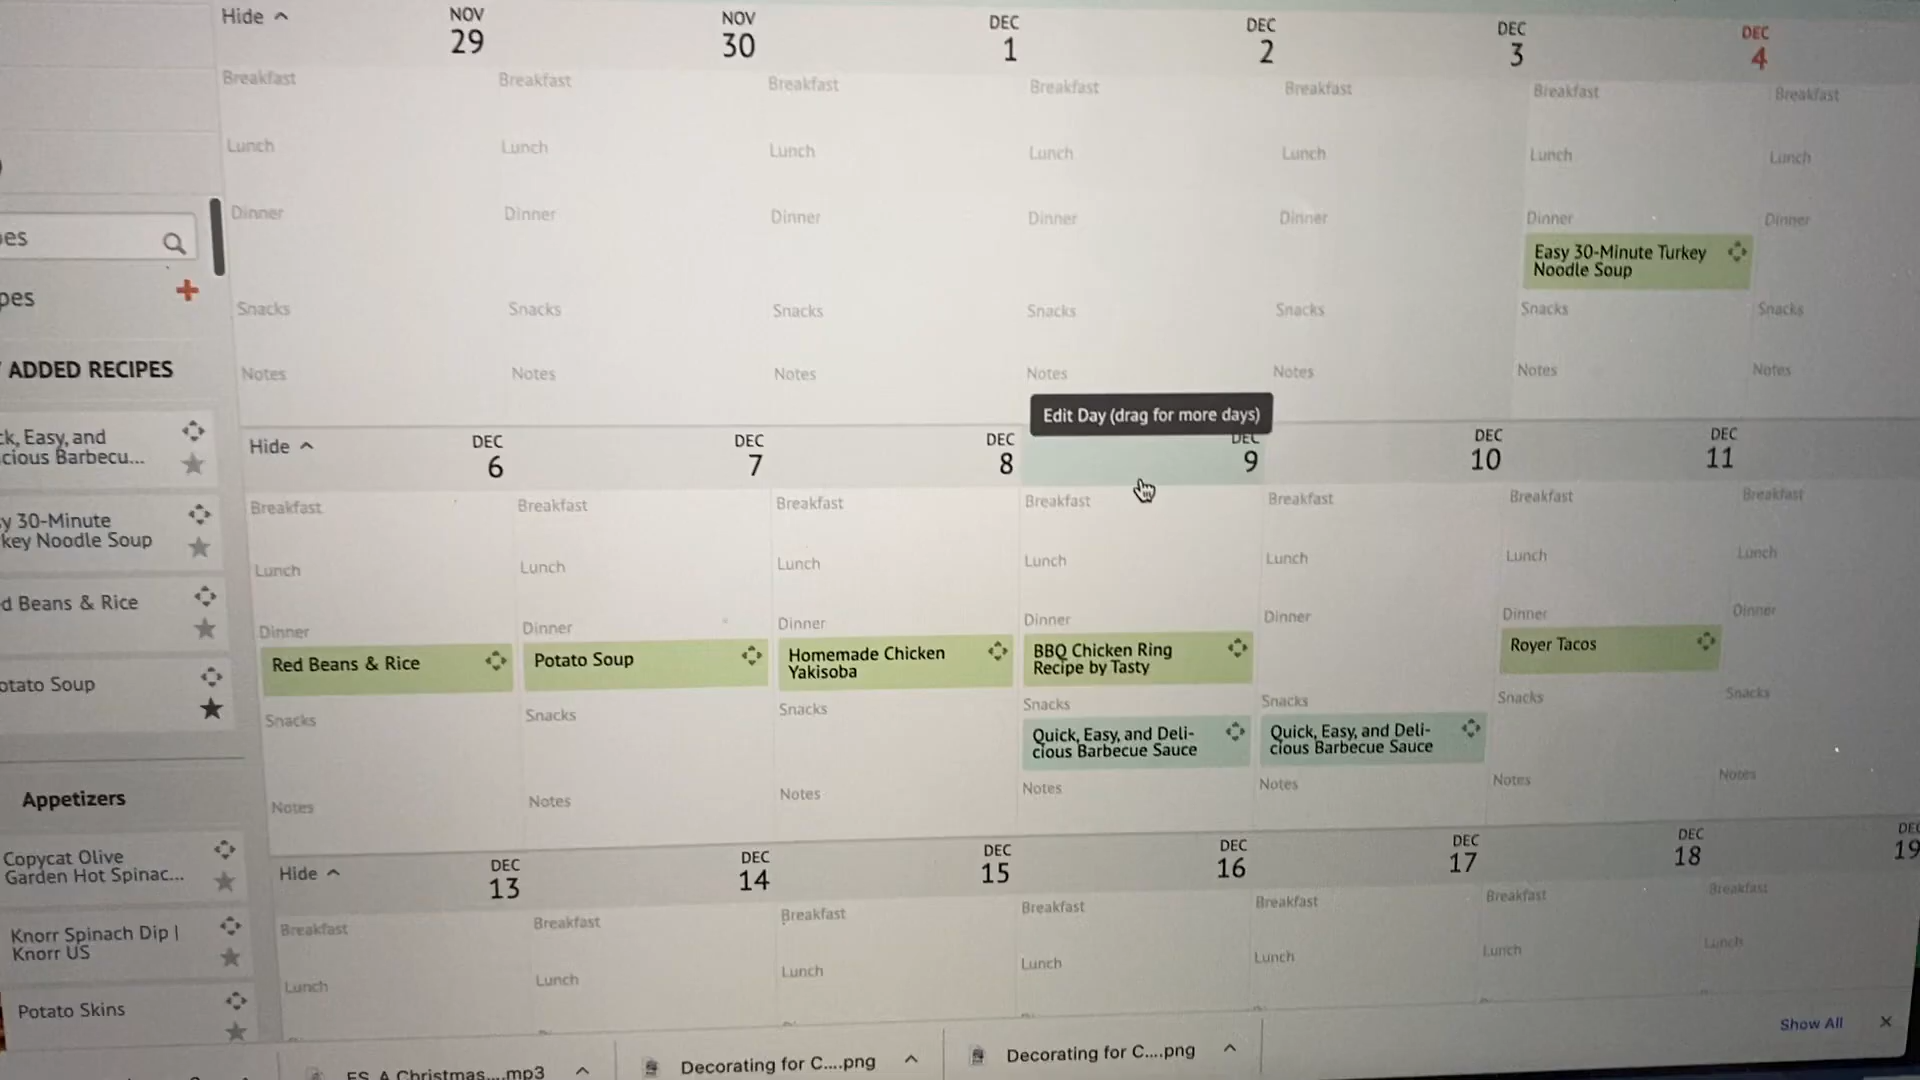 Hide
NOV
29
NOV
30
DEC
1
DEC
2
DEC
3
DEC
4
Breakfast
Breakfast
Breakfast
Breakfast
Breakfast
Breakfast
Breakfast
Lunch
Lunch
Lunch
Lunch
Lunch
Lunch
Lunch
Dinner
Dinner
Dinner
Dinner
Dinner
Dinner
Dinner
Easy 30-Minute Turkey
Noodle Soup
Snacks
Snacks
Snacks
Snacks
Snacks
Snacks
Snacks
Notes
Notes
Notes
Notes
Notes
Notes
Notes
Edit Day (drag for more days)
Hide
DEC
6
DEC
7
DEC
8
DEC
9
DEC
10
DEC
11
Breakfast
Breakfast
Breakfast
Breakfast
Breakfast
Breakfast
Breakfast
Lunch
Lunch
Lunch
Lunch
Lunch
Lunch
Lunch
Dinner
Dinner
Dinner
Dinner
Dinner
Dinner
Dinner
Red Beans & Rice
Potato Soup
Homemade Chicken
Yakisoba
BBQ Chicken Ring
Recipe by Tasty
Royer Tacos
Snacks
Snacks
Snacks
Snacks
Snacks
Snacks
Snacks
Quick, Easy, and Deli-
cious Barbecue Sauce
Quick, Easy, and Deli-
cious Barbecue Sauce
Notes
Notes
Notes
Notes
Notes
Notes
Notes
Hide
DEC
13
DEC
14
DEC
15
DEC
16
DEC
17
DEC
18
DEC
19
Breakfast
Breakfast
Breakfast
Breakfast
Breakfast
Breakfast
Breakfast
Lunch
Lunch
Lunch
Lunch
Lunch
Lunch
Lunch
es
pes
ADDED RECIPES
ck, Easy, and
cious Barbecu...
y 30-Minute
key Noodle Soup
d Beans & Rice
otato Soup
Appetizers
Copycat Olive
Garden Hot Spinac...
Knorr Spinach Dip |
Knorr US
Potato Skins
ES_A Christmas....mp3
Decorating for C....png
Decorating for C....png
Show All